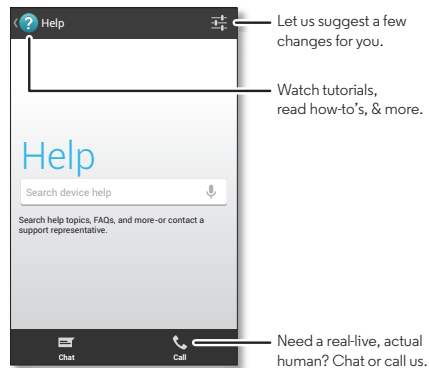 Help
Let us suggest a few
changes for you.
Watch tutorials,
read how-to's, & more.
Help
Search device help
Search help topics, FAQs, and more-or contact a
support representative.
Need a real-live, actual
human? Chat or call us.
Chat
Call